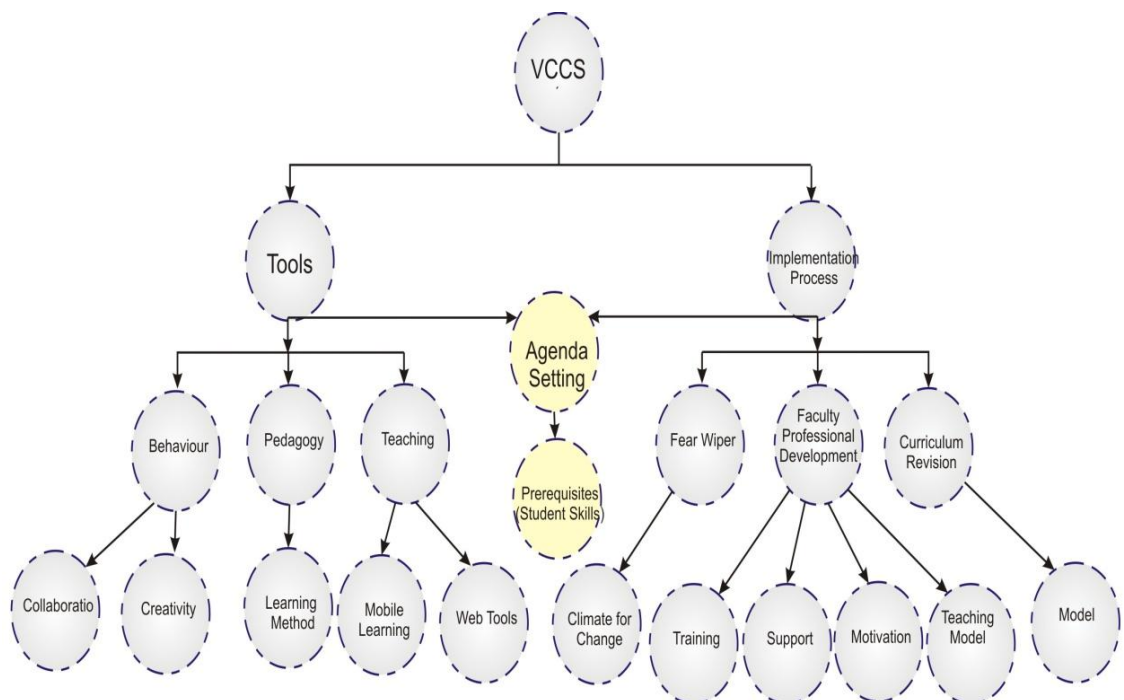 VCCS
Tools
Implementation
Process
Agenda
Setting
Behaviour
Pedagogy
Teaching
Fear Wiper
Faculty
Professional
Development
Curriculum
Revision
Prerequisites
(Student Skills)
Collaboratio
Creativity
Learning
Method
Mobile
Learning
Web Tools
Climate for
Change
Training
Support
Motivation
Teaching
Model
Model